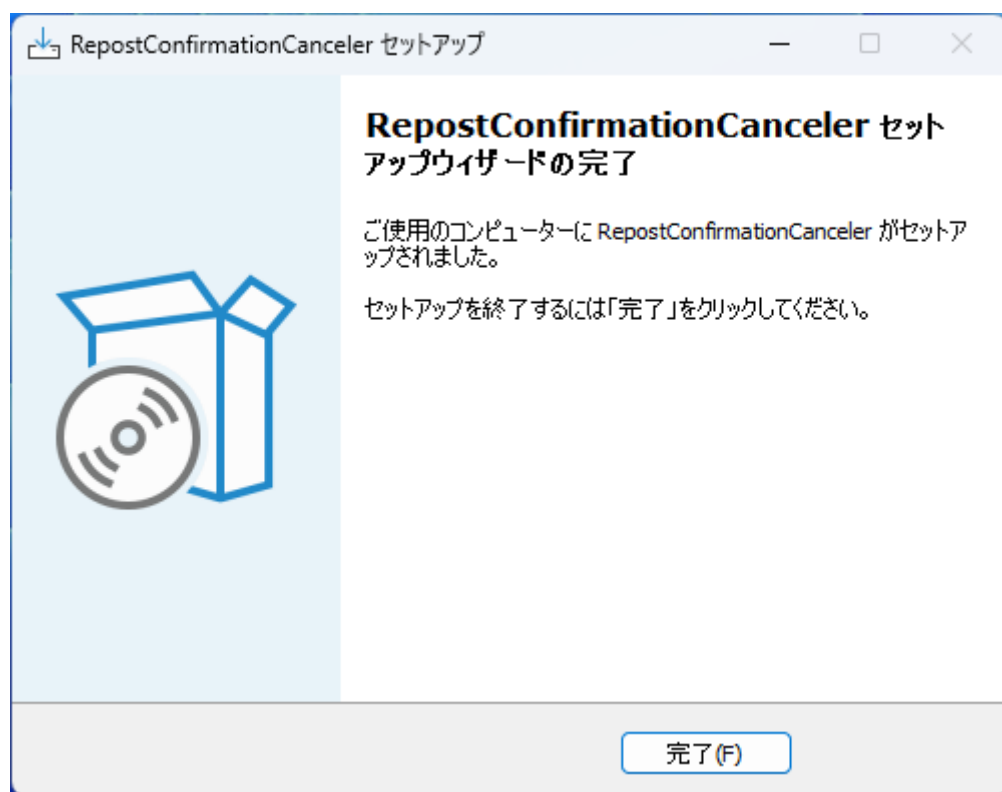 RepostConfirmationCanceler セットアップ
RepostConfirmationCanceler セット
アップウィザードの完了
ご使用のコンピューターに RepostConfirmationCanceler がセットア
ップされました。
セットアップを終了するには「完了」をクリックしてください。
完了(F)